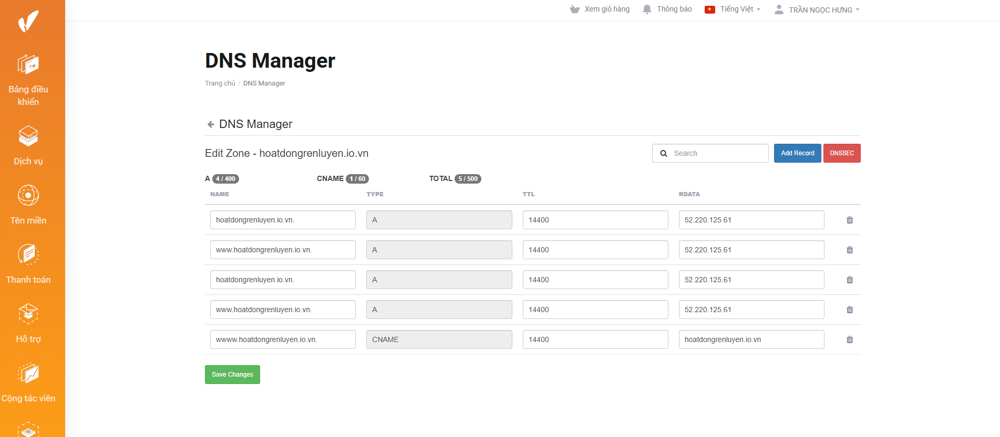 Xem giỏ hàng Thông báo Tiếng Việt TRẦN NGỌC HƯNG
Bảng điều
khiển
Dịch vụ
Tên miền
Thanh toán
Hỗ trợ
Cộng tác viên
DNS Manager
Trang chủ / DNS Manager
DNS Manager
Edit Zone - hoatdongrenluyen.io.vn Search Add Record DNSSEC
A 4 / 400 CNAME 1 / 60 TOTAL 5 / 500
NAME TYPE TTL RDATA
hoatdongrenluyen.io.vn. A 14400 52.220.125.61
www.hoatdongrenluyen.io.vn. A 14400 52.220.125.61
hoatdongrenluyen.io.vn. A 14400 52.220.125.61
www.hoatdongrenluyen.io.vn. A 14400 52.220.125.61
wwww.hoatdongrenluyen.io.vn. CNAME 14400 hoatdongrenluyen.io.vn
Save Changes